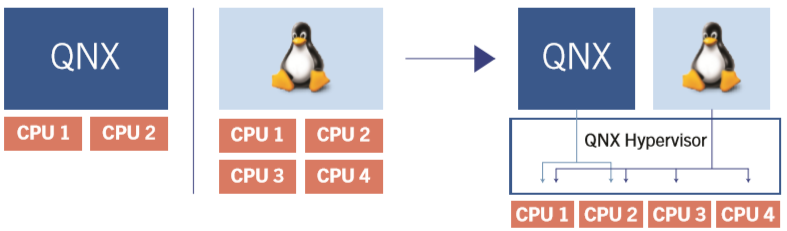 QNX
CPU 1 CPU 2
CPU 1 CPU 2
CPU 3 CPU 4
QNX
QNX Hypervisor
CPU 1 CPU 2 CPU 3 CPU 4